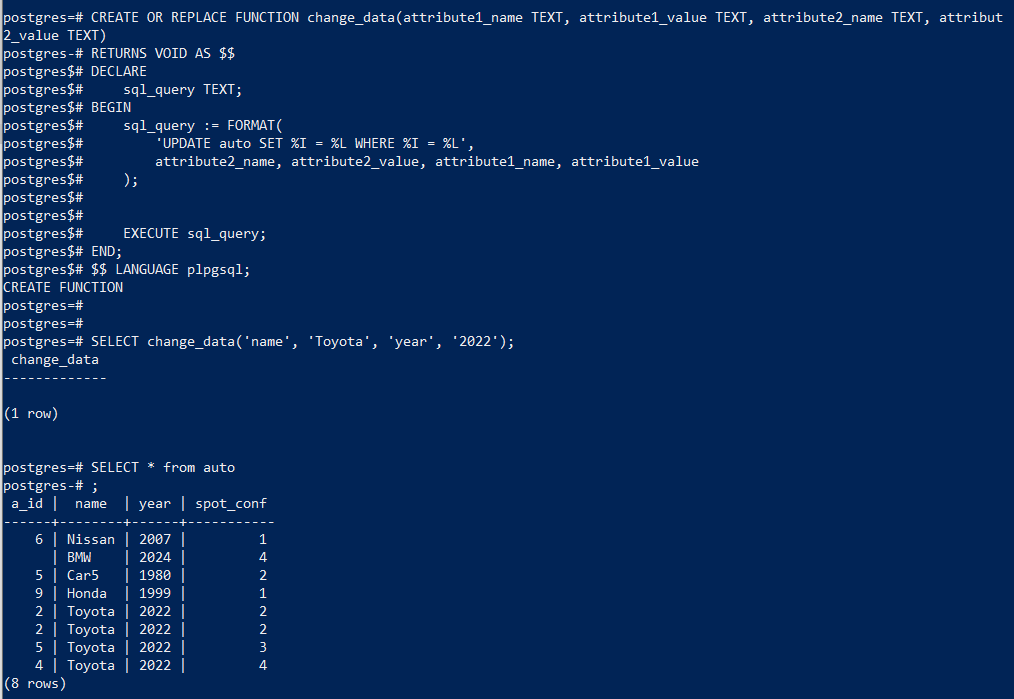 postgres=# CREATE OR REPLACE FUNCTION change_data(attribute1_name TEXT, attribute1_value TEXT, attribute2_name TEXT, attribut
2_value TEXT)
postgres-# RETURNS VOID AS $$
postgres$# DECLARE
postgres$#     sql_query TEXT;
postgres$# BEGIN
postgres$#     sql_query := FORMAT(
postgres$#         'UPDATE auto SET %I = %L WHERE %I = %L',
postgres$#         attribute2_name, attribute2_value, attribute1_name, attribute1_value
postgres$#     );
postgres$#
postgres$#
postgres$#     EXECUTE sql_query;
postgres$# END;
postgres$# $$ LANGUAGE plpgsql;
CREATE FUNCTION
postgres=#
postgres=#
postgres=# SELECT change_data('name', 'Toyota', 'year', '2022');
 change_data
-------------

(1 row)


postgres=# SELECT * from auto
postgres-# ;
 a_id |  name  | year | spot_conf
------+--------+------+-----------
    6 | Nissan | 2007 |         1
      | BMW    | 2024 |         4
    5 | Car5   | 1980 |         2
    9 | Honda  | 1999 |         1
    2 | Toyota | 2022 |         2
    2 | Toyota | 2022 |         2
    5 | Toyota | 2022 |         3
    4 | Toyota | 2022 |         4
(8 rows)